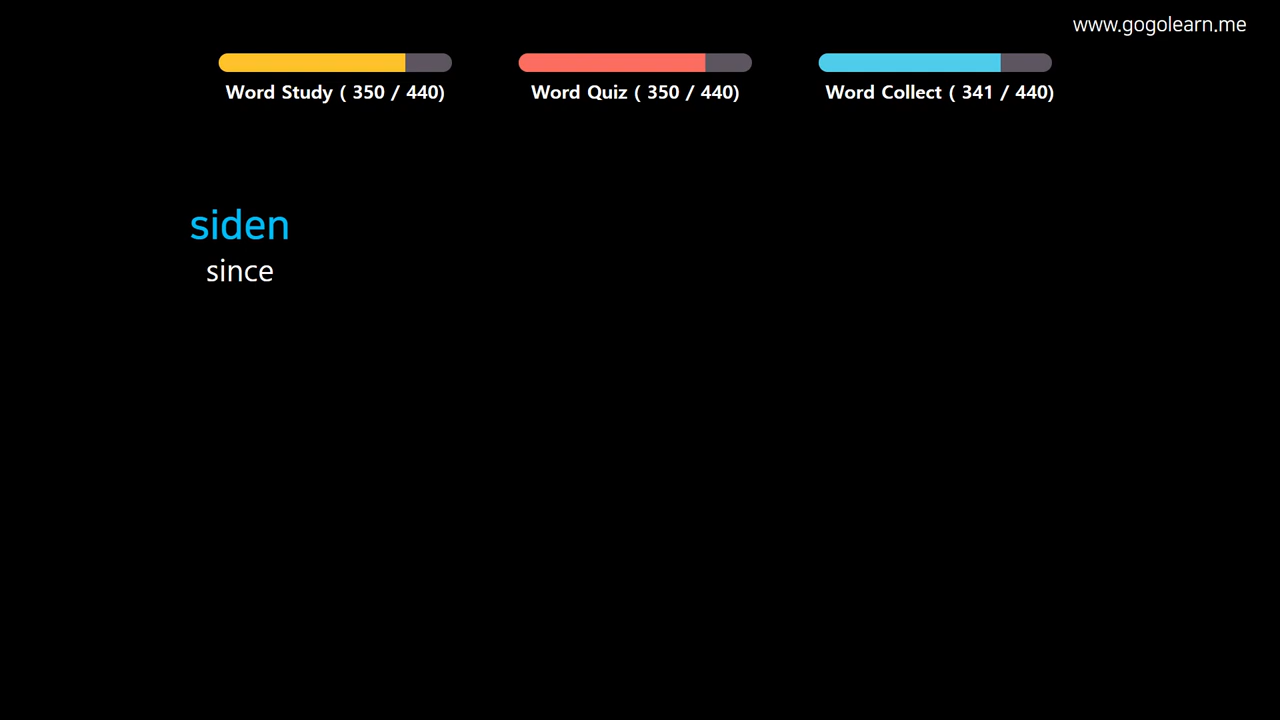 www.gogolearn.me
Word Study ( 350 / 440)
Word Quiz ( 350 / 440)
Word Collect ( 341 / 440)
siden
since